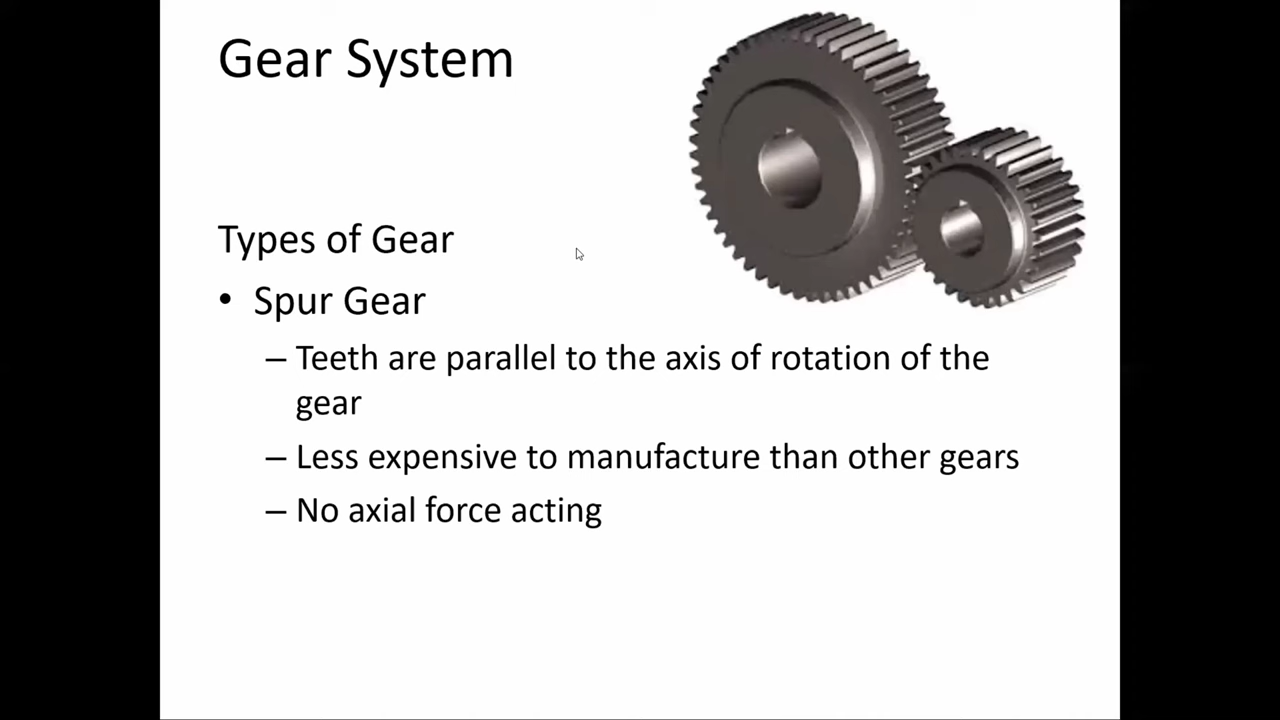 Gear System
Types of Gear
• Spur Gear
– Teeth are parallel to the axis of rotation of the
gear
– Less expensive to manufacture than other gears
– No axial force acting